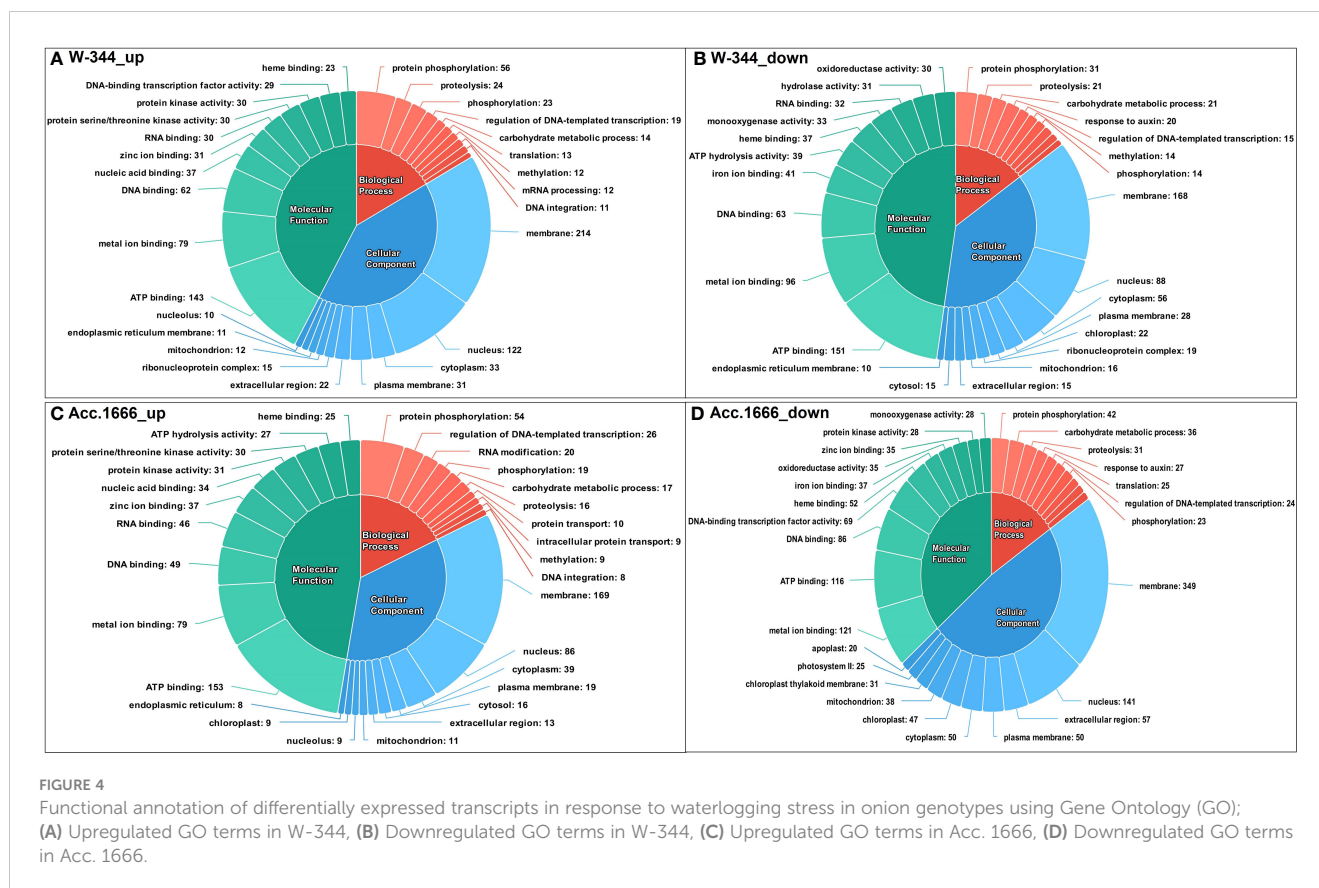 A W-344_up
heme binding: 23
DNA-binding transcription factor activity: 29
protein kinase activity: 30
protein serine/threonine kinase activity: 30
RNA binding: 30
zinc ion binding: 31
nucleic acid binding: 37
DNA binding: 62
metal ion binding: 79
ATP binding: 143
nucleolus: 10
endoplasmic reticulum membrane: 11
mitochondrion: 12
ribonucleoprotein complex: 15
extracellular region: 22
protein phosphorylation: 56
proteolysis: 24
phosphorylation: 23
regulation of DNA-templated transcription: 19
carbohydrate metabolic process: 14
translation: 13
methylation: 12
mRNA processing: 12
DNA integration: 11
membrane: 214
nucleus: 122
cytoplasm: 33
plasma membrane: 31
Biological
Process
Molecular
Function
Cellular
Component
B W-344_down
oxidoreductase activity: 30
hydrolase activity: 31
RNA binding: 32
monooxygenase activity: 33
heme binding: 37
ATP hydrolysis activity: 39
iron ion binding: 41
DNA binding: 63
metal ion binding: 96
ATP binding: 151
endoplasmic reticulum membrane: 10
cytosol: 15
protein phosphorylation: 31
proteolysis: 21
carbohydrate metabolic process: 21
response to auxin: 20
regulation of DNA-templated transcription: 15
methylation: 14
phosphorylation: 14
membrane: 168
nucleus: 88
cytoplasm: 56
plasma membrane: 28
chloroplast: 22
ribonucleoprotein complex: 19
mitochondrion: 16
extracellular region: 15
Biological
Process
Molecular
Function
Cellular
Component
C Acc.1666_up
heme binding: 25
ATP hydrolysis activity: 27
protein serine/threonine kinase activity: 30
protein kinase activity: 31
nucleic acid binding: 34
zinc ion binding: 37
RNA binding: 46
DNA binding: 49
metal ion binding: 79
ATP binding: 153
endoplasmic reticulum: 8
chloroplast: 9
nucleolus: 9
protein phosphorylation: 54
regulation of DNA-templated transcription: 26
RNA modification: 20
phosphorylation: 19
carbohydrate metabolic process: 17
proteolysis: 16
protein transport: 10
intracellular protein transport: 9
methylation: 9
DNA integration: 8
membrane: 169
nucleus: 86
cytoplasm: 39
plasma membrane: 19
cytosol: 16
extracellular region: 13
mitochondrion: 11
Biological
Process
Molecular
Function
Cellular
Component
D Acc.1666_down
monooxygenase activity: 28
protein kinase activity: 28
zinc ion binding: 35
oxidoreductase activity: 35
iron ion binding: 37
heme binding: 52
DNA-binding transcription factor activity: 69
DNA binding: 86
ATP binding: 116
metal ion binding: 121
apoplast: 20
photosystem II: 25
chloroplast thylakoid membrane: 31
mitochondrion: 38
chloroplast: 47
cytoplasm: 50
protein phosphorylation: 42
carbohydrate metabolic process: 36
proteolysis: 31
response to auxin: 27
translation: 25
regulation of DNA-templated transcription: 24
phosphorylation: 23
membrane: 349
nucleus: 141
extracellular region: 57
plasma membrane: 50
Biological
Process
Molecular
Function
Cellular
Component
FIGURE 4
Functional annotation of differentially expressed transcripts in response to waterlogging stress in onion genotypes using Gene Ontology (GO);
(A) Upregulated GO terms in W-344, (B) Downregulated GO terms in W-344, (C) Upregulated GO terms in Acc. 1666, (D) Downregulated GO terms
in Acc. 1666.